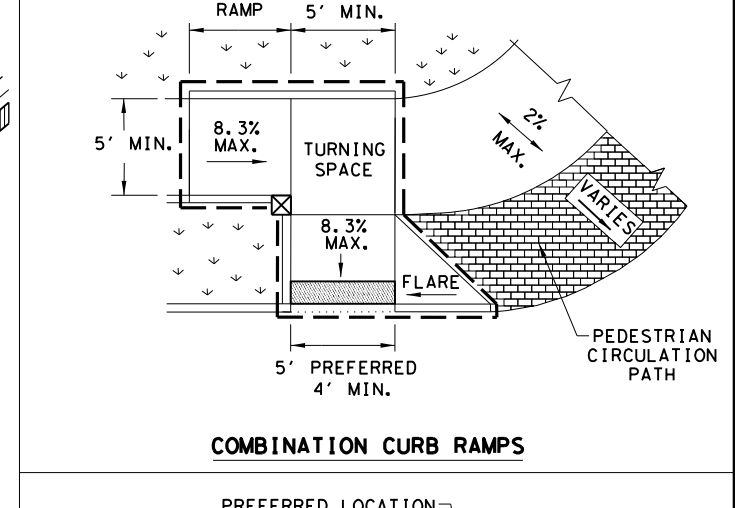 RAMP
5' MIN.
5' MIN.
8.3%
MAX.
TURNING
SPACE
2%
MAX.
VARIES
8.3%
MAX.
FLARE
5' PREFERRED
4' MIN.
PEDESTRIAN
CIRCULATION
PATH
COMBINATION CURB RAMPS
PREFERRED LOCATION